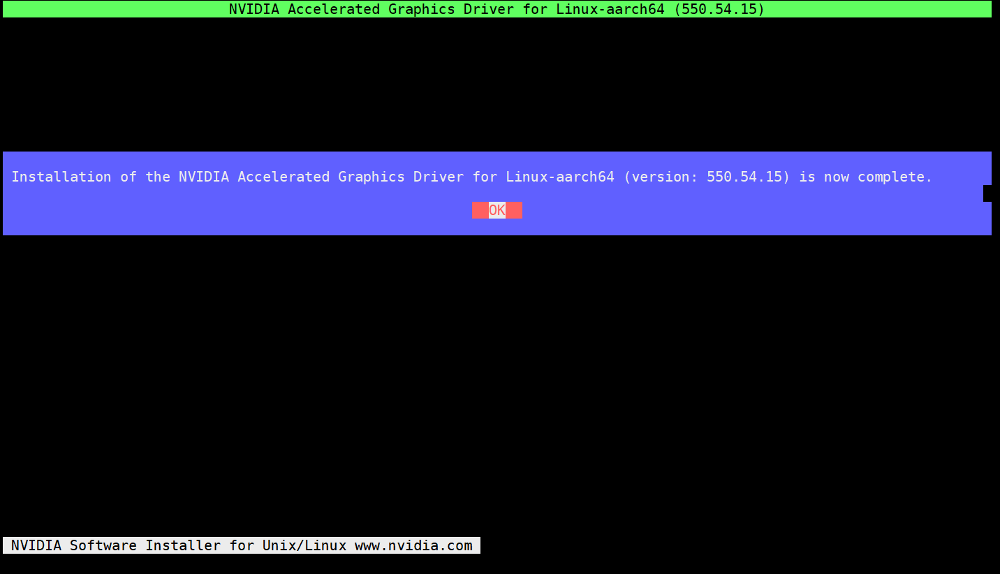 NVIDIA Accelerated Graphics Driver for Linux-aarch64 (550.54.15)
Installation of the NVIDIA Accelerated Graphics Driver for Linux-aarch64 (version: 550.54.15) is now complete.
OK
NVIDIA Software Installer for Unix/Linux www.nvidia.com